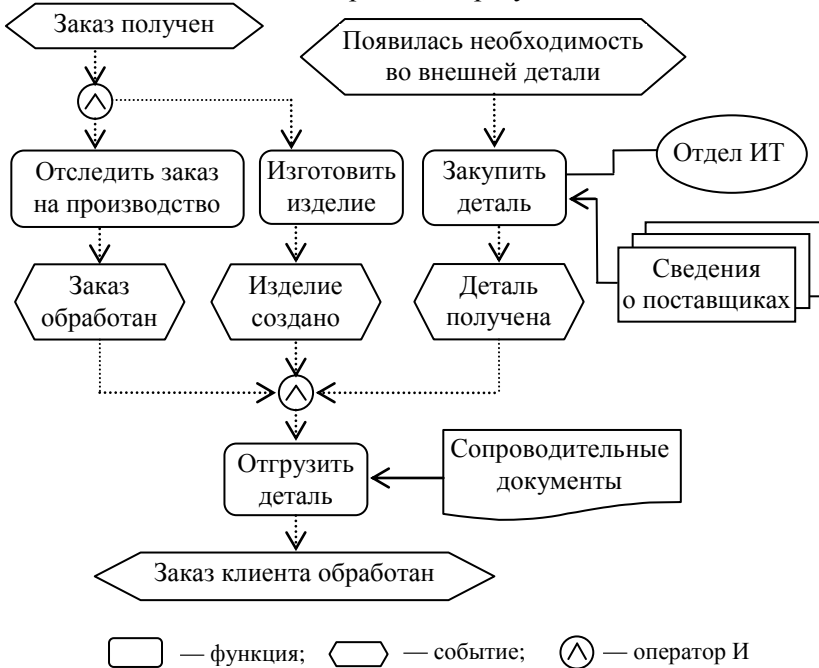 Заказ получен
Появилась необходимость
во внешней детали
Отследить заказ
на производство
Изготовить
изделие
Закупить
деталь
Отдел ИТ
Заказ
обработан
Изделие
создано
Деталь
получена
Сведения
о поставщиках
Отгрузить
деталь
Сопроводительные
документы
Заказ клиента обработан
— функция; — событие; — оператор И